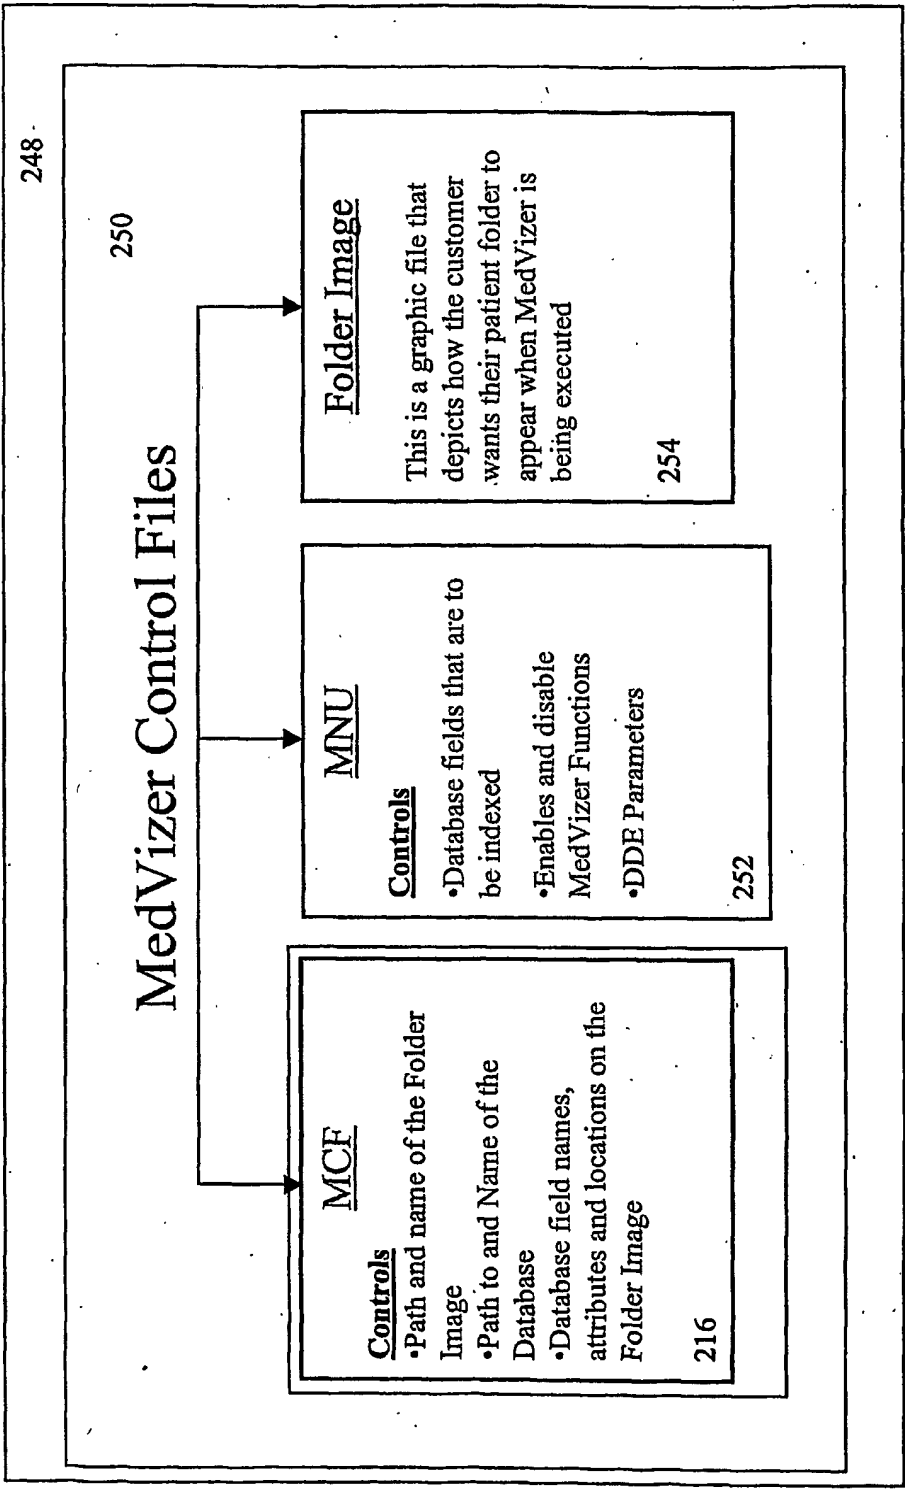 248
250
MedVizer Control Files
MCF
Controls
•Path and name of the Folder
Image
•Path to and Name of the
Database
•Database field names,
attributes and locations on the
Folder Image
216
MNU
Controls
•Database fields that are to
be indexed
•Enables and disable
MedVizer Functions
•DDE Parameters
252
Folder Image
This is a graphic file that
depicts how the customer
wants their patient folder to
appear when MedVizer is
being executed
254